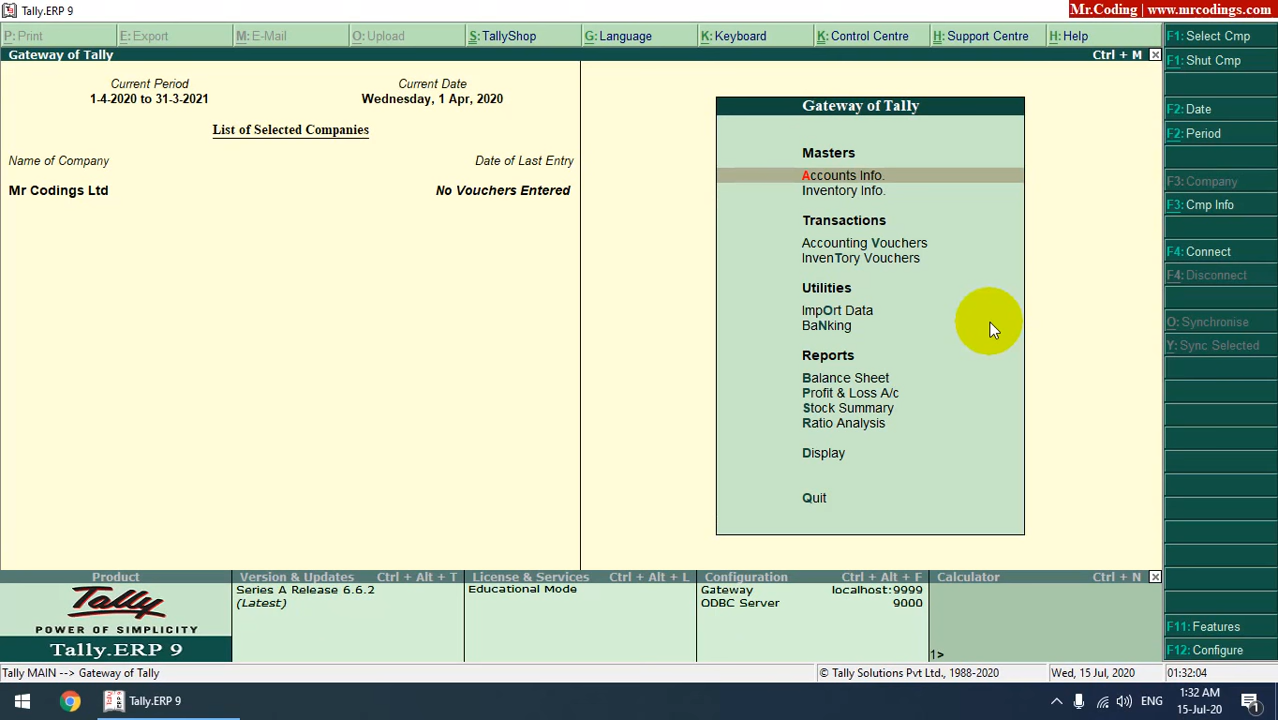 Tally.ERP 9
Mr.Coding | www.mrcodings.com
P: Print E: Export M: E-Mail O: Upload S: TallyShop G: Language K: Keyboard K: Control Centre H: Support Centre H: Help
Gateway of Tally Ctrl + M
Current Period Current Date
1-4-2020 to 31-3-2021 Wednesday, 1 Apr, 2020
List of Selected Companies
Name of Company Date of Last Entry
Mr Codings Ltd No Vouchers Entered
Gateway of Tally
Masters
Accounts Info.
Inventory Info.
Transactions
Accounting Vouchers
InvenTory Vouchers
Utilities
ImpOrt Data
BaNking
Reports
Balance Sheet
Profit & Loss A/c
Stock Summary
Ratio Analysis
Display
Quit
F1: Select Cmp
F1: Shut Cmp
F2: Date
F2: Period
F3: Company
F3: Cmp Info
F4: Connect
F4: Disconnect
O: Synchronise
Y: Sync Selected
F11: Features
F12: Configure
Product
Tally
POWER OF SIMPLICITY
Tally.ERP 9
Version & Updates Ctrl + Alt + T
Series A Release 6.6.2
(Latest)
License & Services Ctrl + Alt + L
Educational Mode
Configuration Ctrl + Alt + F
Gateway localhost:9999
ODBC Server 9000
Calculator Ctrl + N
1>
Tally MAIN --> Gateway of Tally © Tally Solutions Pvt Ltd., 1988-2020 Wed, 15 Jul, 2020 01:32:04
Tally.ERP 9
ENG
1:32 AM
15-Jul-20
1